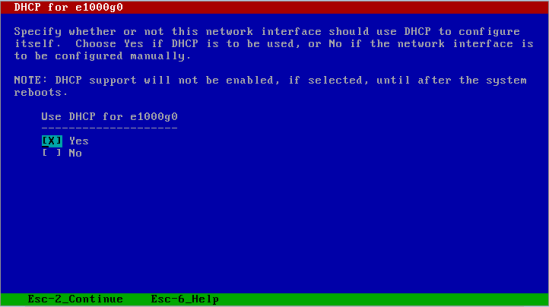 DHCP for e1000g0
Specify whether or not this network interface should use DHCP to configure
itself.  Choose Yes if DHCP is to be used, or No if the network interface is
to be configured manually.
NOTE: DHCP support will not be enabled, if selected, until after the system
reboots.
Use DHCP for e1000g0
--------------------
[X] Yes
[ ] No
Esc-2_Continue    Esc-6_Help